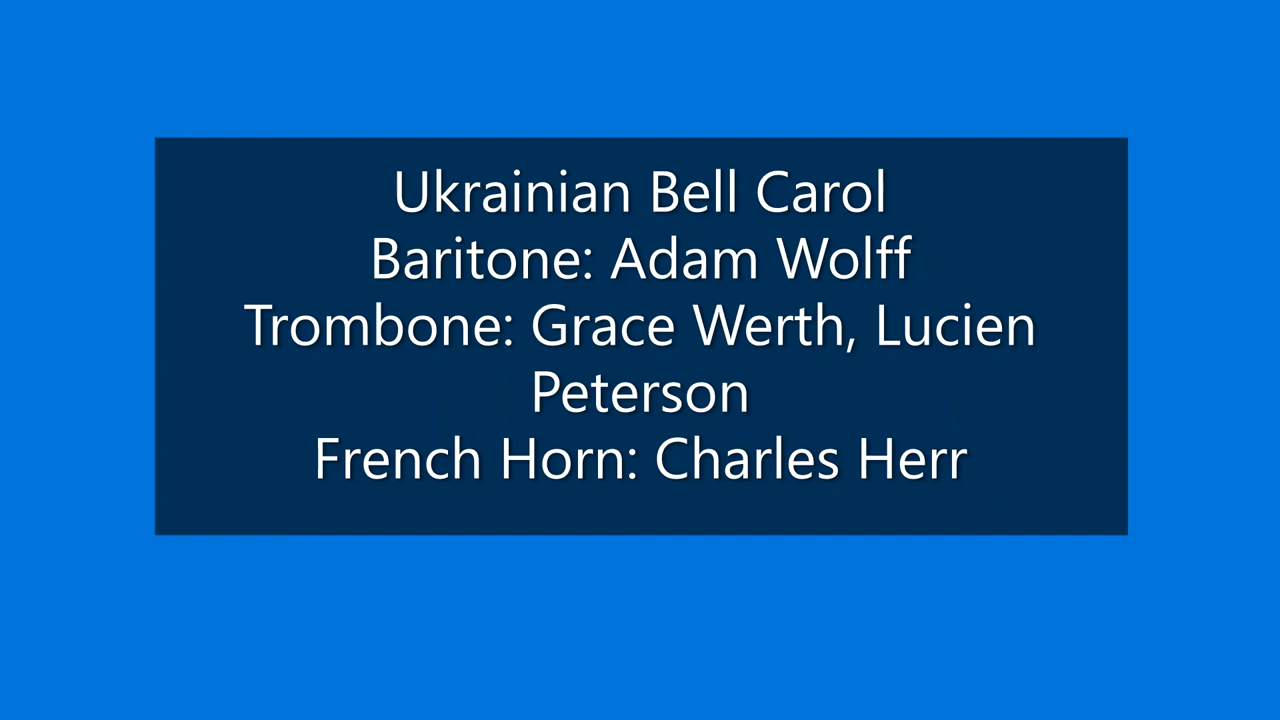 Ukrainian Bell Carol
Baritone: Adam Wolff
Trombone: Grace Werth, Lucien
Peterson
French Horn: Charles Herr